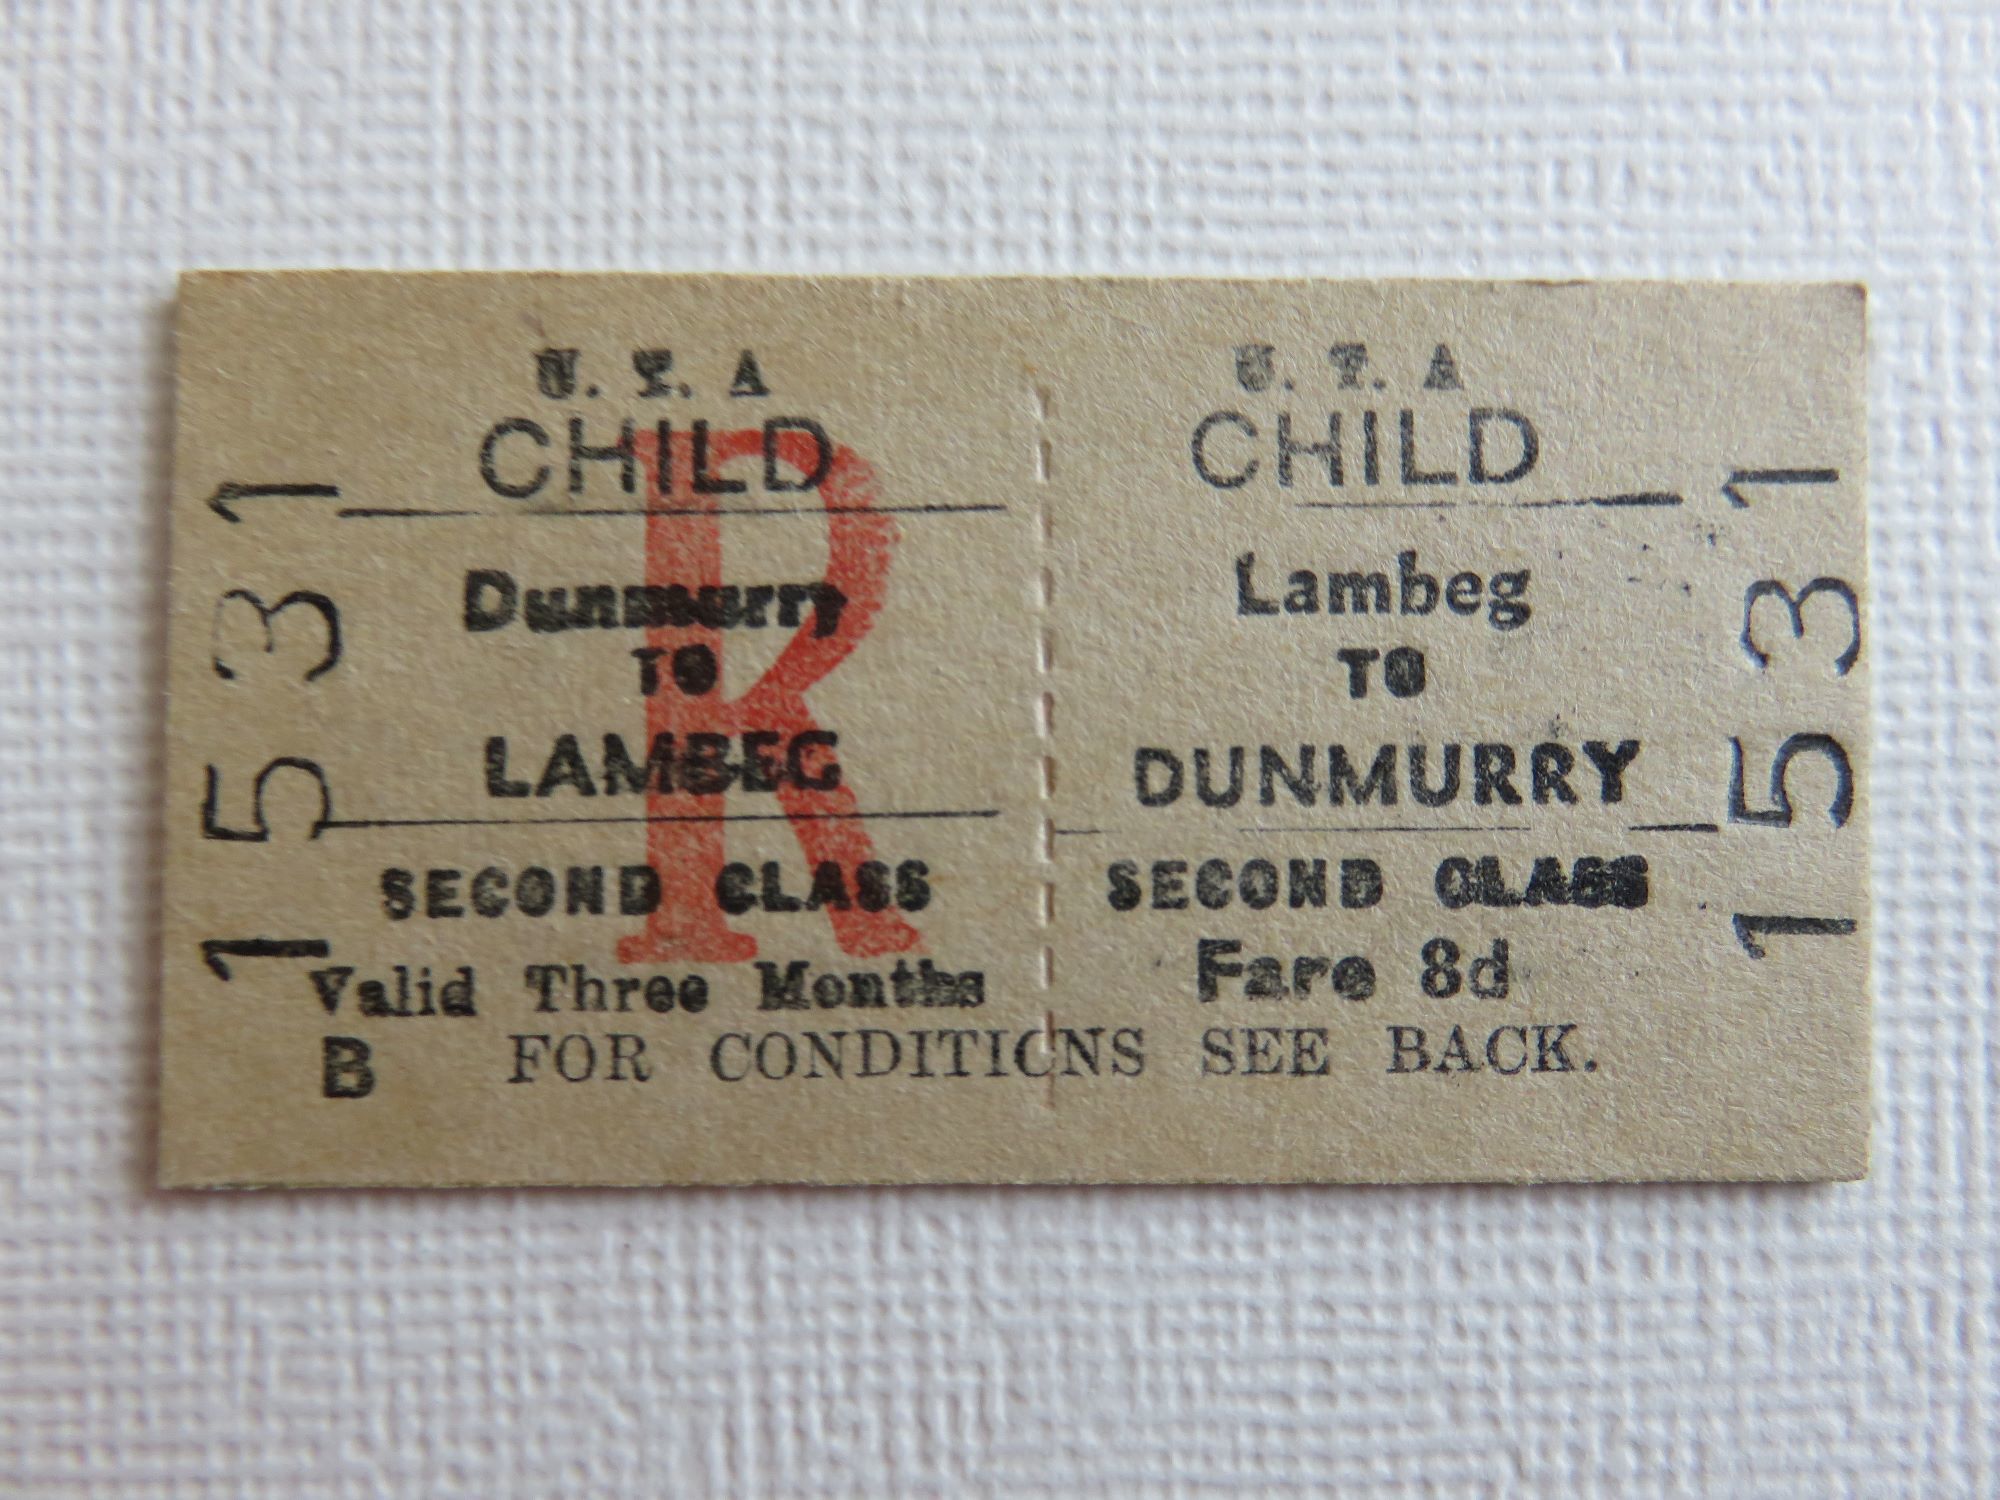 U. T. A
CHILD
Dunmurry
TO
LAMBEG
SECOND CLASS
Valid Three Months
B
R
1531
U. T. A
CHILD
Lambeg
TO
DUNMURRY
SECOND CLASS
Fare 8d
FOR CONDITIONS SEE BACK.
1531